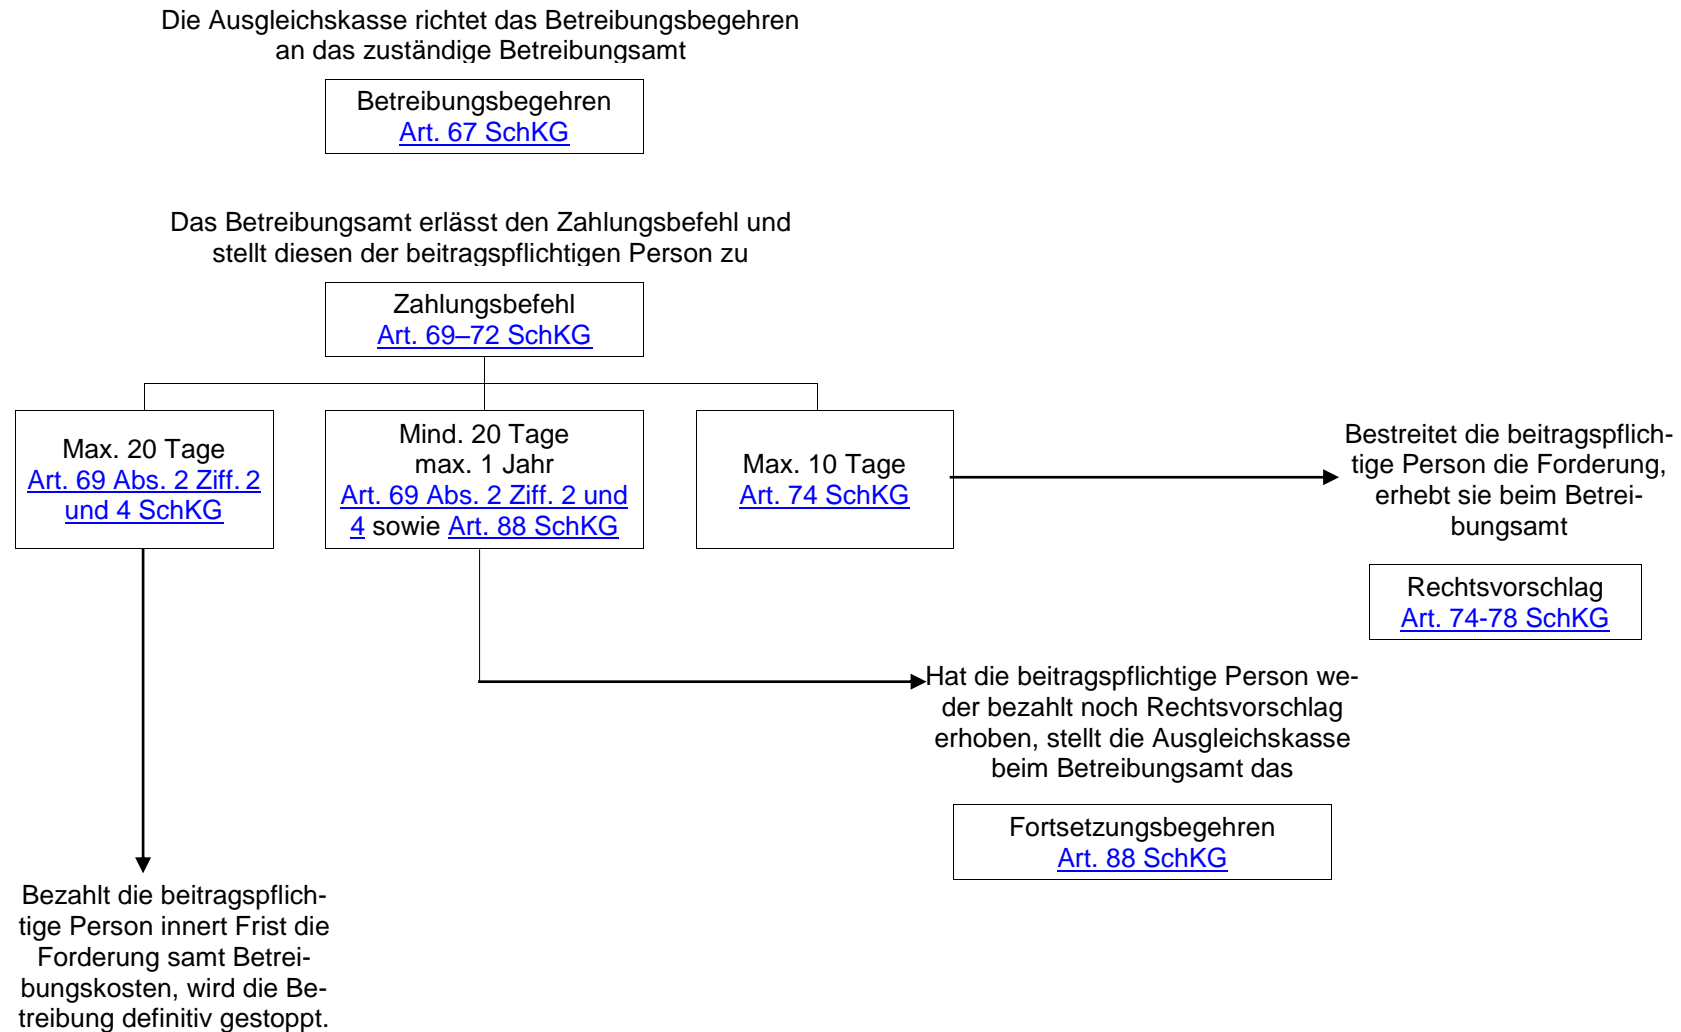 Die Ausgleichskasse richtet das Betreibungsbegehren
an das zuständige Betreibungsamt
Betreibungsbegehren
Art. 67 SchKG
Das Betreibungsamt erlässt den Zahlungsbefehl und
stellt diesen der beitragspflichtigen Person zu
Zahlungsbefehl
Art. 69–72 SchKG
Max. 20 Tage
Art. 69 Abs. 2 Ziff. 2
und 4 SchKG
Mind. 20 Tage
max. 1 Jahr
Art. 69 Abs. 2 Ziff. 2 und
4 sowie Art. 88 SchKG
Max. 10 Tage
Art. 74 SchKG
Bestreitet die beitragspflich-
tige Person die Forderung,
erhebt sie beim Betrei-
bungsamt
Rechtsvorschlag
Art. 74-78 SchKG
Hat die beitragspflichtige Person we-
der bezahlt noch Rechtsvorschlag
erhoben, stellt die Ausgleichskasse
beim Betreibungsamt das
Fortsetzungsbegehren
Art. 88 SchKG
Bezahlt die beitragspflich-
tige Person innert Frist die
Forderung samt Betrei-
bungskosten, wird die Be-
treibung definitiv gestoppt.